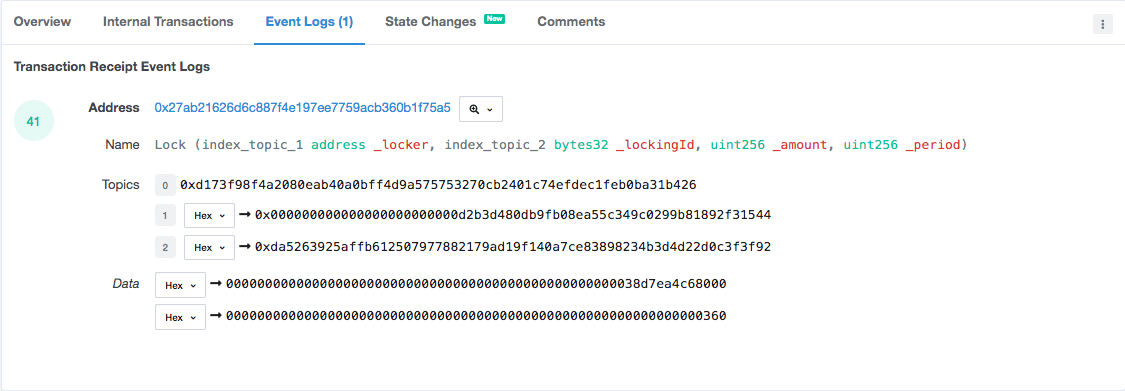 Overview Internal Transactions Event Logs (1) State Changes New Comments
Transaction Receipt Event Logs
41 Address 0x27ab21626d6c887f4e197ee7759acb360b1f75a5
Name Lock (index_topic_1 address _locker, index_topic_2 bytes32 _lockingId, uint256 _amount, uint256 _period)
Topics 0 0xd173f98f4a2080eab40a0bff4d9a575753270cb2401c74efdec1feb0ba31b426
1 Hex → 0x000000000000000000000000d2b3d480db9fb08ea55c349c0299b81892f31544
2 Hex → 0xda5263925affb612507977882179ad19f140a7ce83898234b3d4d22d0c3f3f92
Data Hex → 00000000000000000000000000000000000000000000000000038d7ea4c68000
Hex → 0000000000000000000000000000000000000000000000000000000000000360